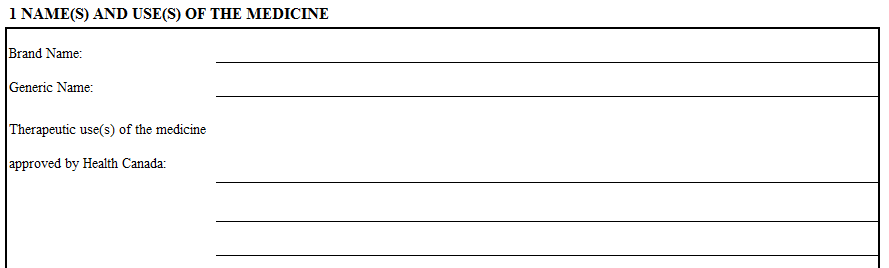 1 NAME(S) AND USE(S) OF THE MEDICINE
Brand Name:
Generic Name:
Therapeutic use(s) of the medicine
approved by Health Canada: